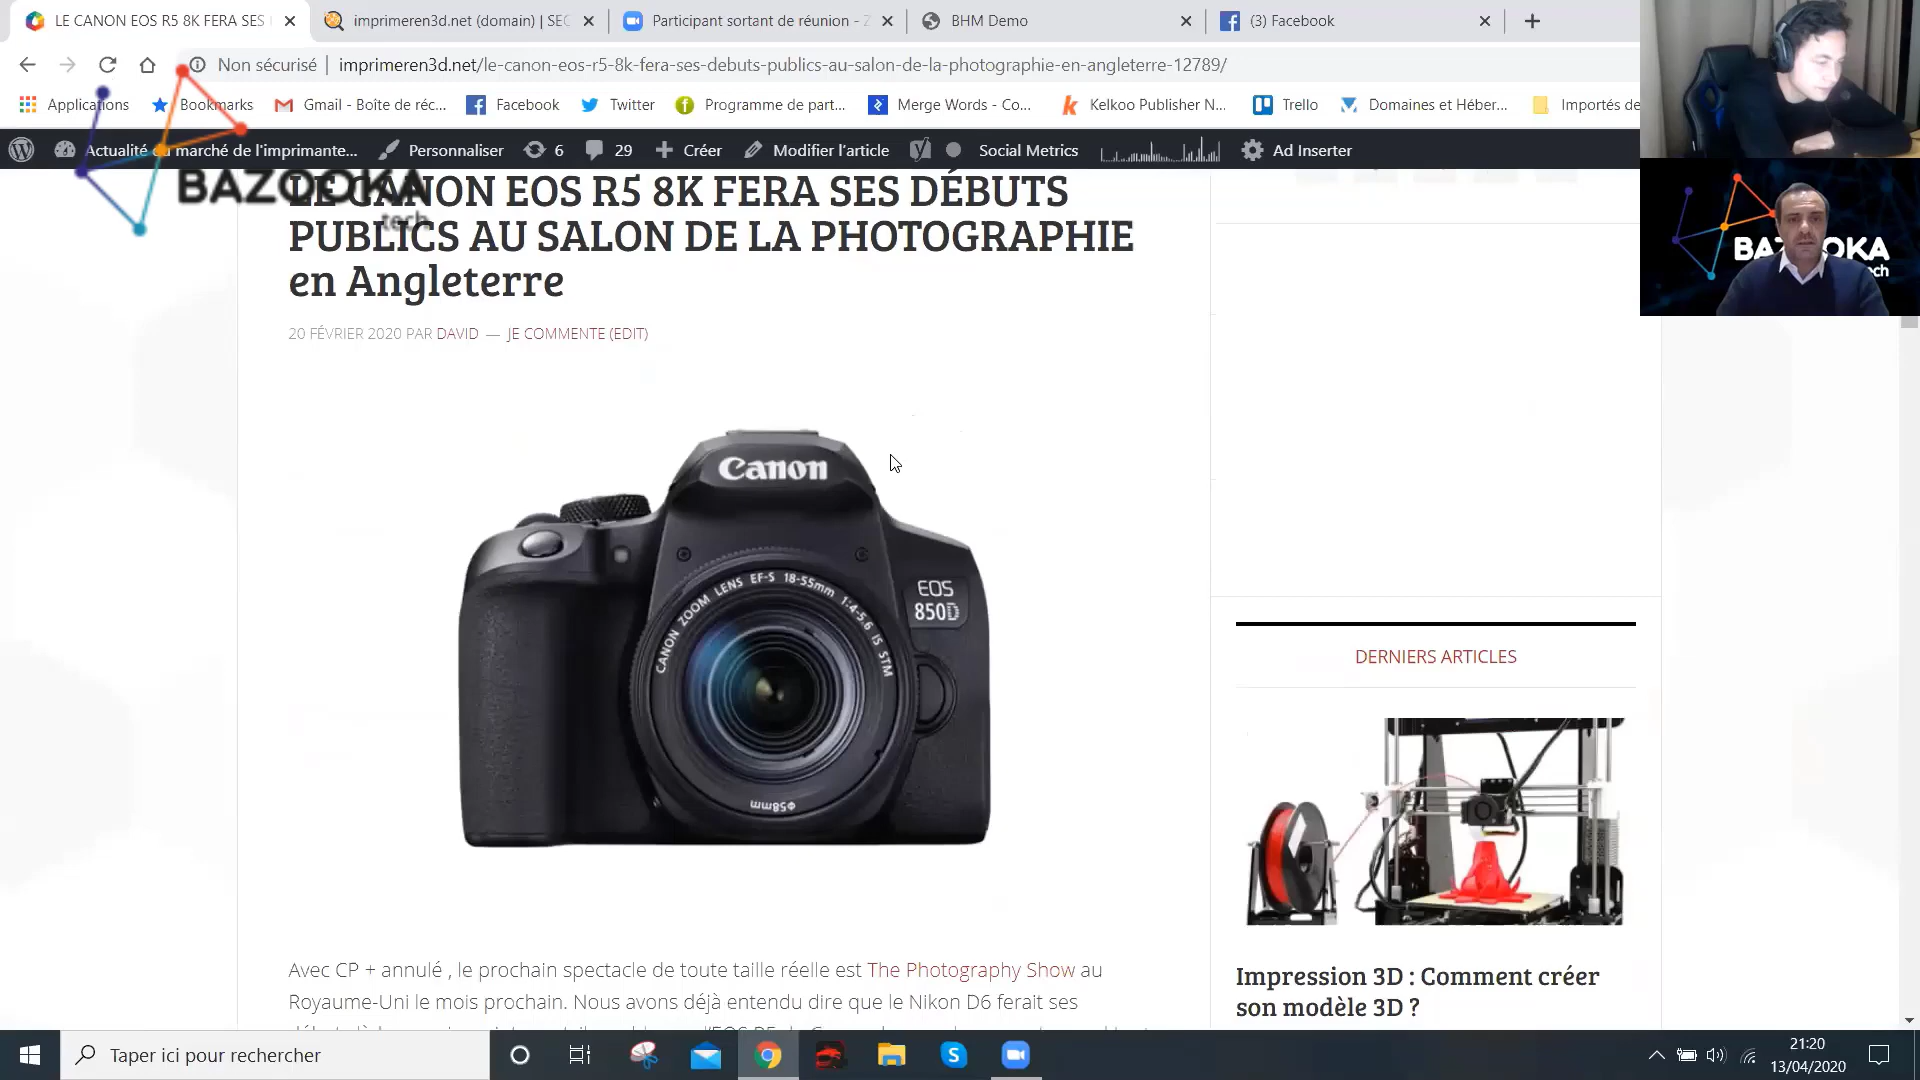 LE CANON EOS R5 8K FERA SES
imprimeren3d.net (domain) | SEO
Participant sortant de réunion - Z
BHM Demo
(3) Facebook
Non sécurisé
imprimeren3d.net/le-canon-eos-r5-8k-fera-ses-debuts-publics-au-salon-de-la-photographie-en-angleterre-12789/
Applications
Bookmarks
Gmail - Boîte de réc...
Facebook
Twitter
Programme de part...
Merge Words - Co...
Kelkoo Publisher N...
Trello
Domaines et Héber...
Importés de
Actualité du marché de l'imprimante...
Personnaliser
6
29
Créer
Modifier l'article
Social Metrics
Ad Inserter
BAZOOKA
tech
LE CANON EOS R5 8K FERA SES DÉBUTS
PUBLICS AU SALON DE LA PHOTOGRAPHIE
en Angleterre
BAZOOKA
tech
20 FÉVRIER 2020 PAR DAVID — JE COMMENTE (EDIT)
Canon
EOS
850D
CANON ZOOM LENS EF-S 18-55mm 1:4-5.6 IS STM
φ58mm
DERNIERS ARTICLES
Impression 3D : Comment créer
son modèle 3D ?
Avec CP + annulé , le prochain spectacle de toute taille réelle est The Photography Show au
Royaume-Uni le mois prochain. Nous avons déjà entendu dire que le Nikon D6 ferait ses
Taper ici pour rechercher
21:20
13/04/2020